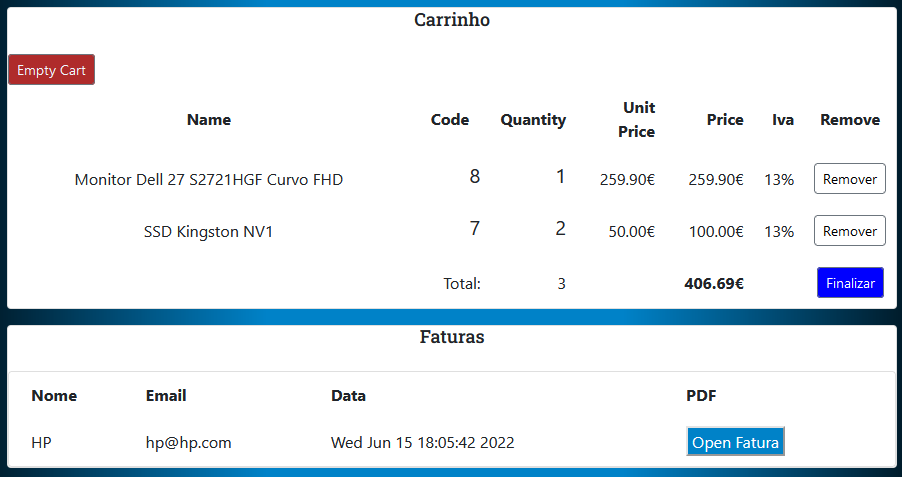 Carrinho
Empty Cart
Name Code Quantity Unit Price Price Iva Remove
Monitor Dell 27 S2721HGF Curvo FHD 8 1 259.90€ 259.90€ 13% Remover
SSD Kingston NV1 7 2 50.00€ 100.00€ 13% Remover
Total: 3 406.69€ Finalizar
Faturas
Nome Email Data PDF
HP hp@hp.com Wed Jun 15 18:05:42 2022 Open Fatura